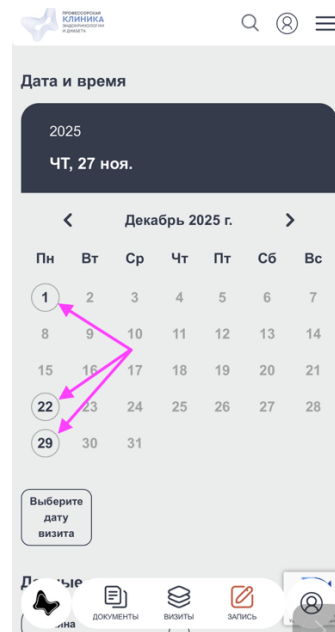 ПРОФЕССОРСКАЯ
КЛИНИКА
ЭНДОКРИНОЛОГИИ
И ДИАБЕТА
Дата и время
2025
ЧТ, 27 ноя.
Декабрь 2025 г.
Пн Вт Ср Чт Пт Сб Вс
1 2 3 4 5 6 7
8 9 10 11 12 13 14
15 16 17 18 19 20 21
22 23 24 25 26 27 28
29 30 31
Выберите
дату
визита
ДОКУМЕНТЫ ВИЗИТЫ ЗАПИСЬ